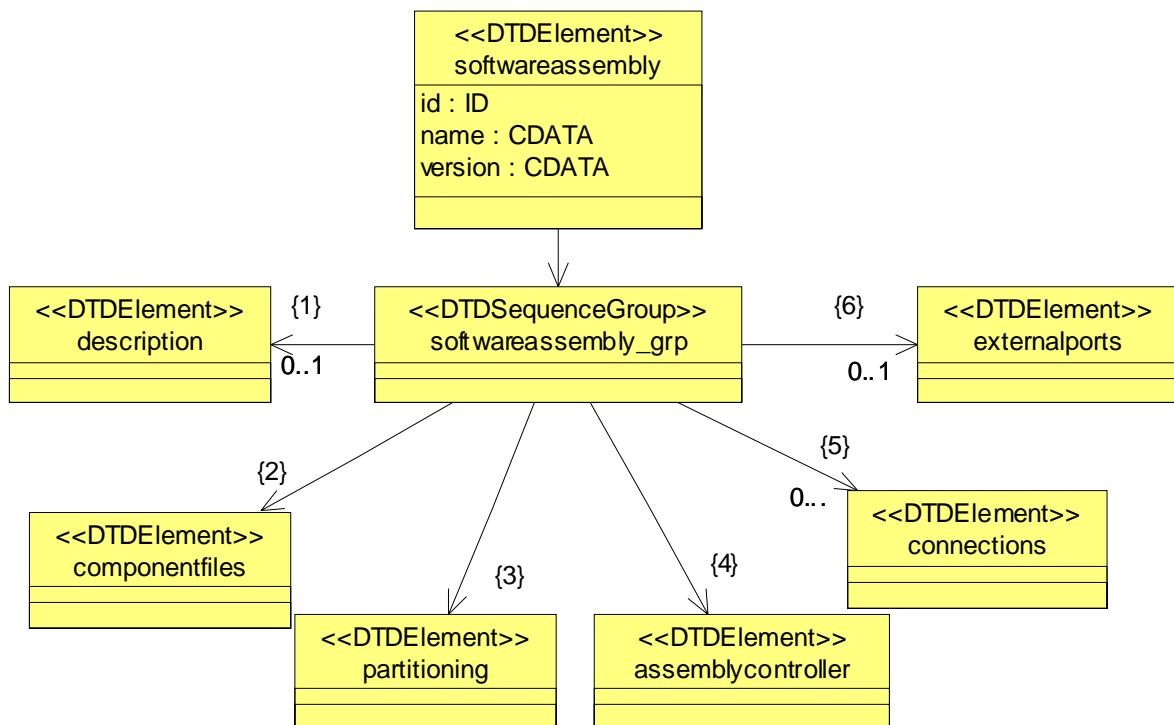 <<DTDElement>>
softwareassembly
id : ID
name : CDATA
version : CDATA
<<DTDElement>>
description
{1}
0..1
<<DTDSequenceGroup>>
softwareassembly_grp
{6}
0..1
<<DTDElement>>
externalports
{2}
{3}
{4}
{5}
0...
<<DTDElement>>
componentfiles
<<DTDElement>>
partitioning
<<DTDElement>>
assemblycontroller
<<DTDElement>>
connections